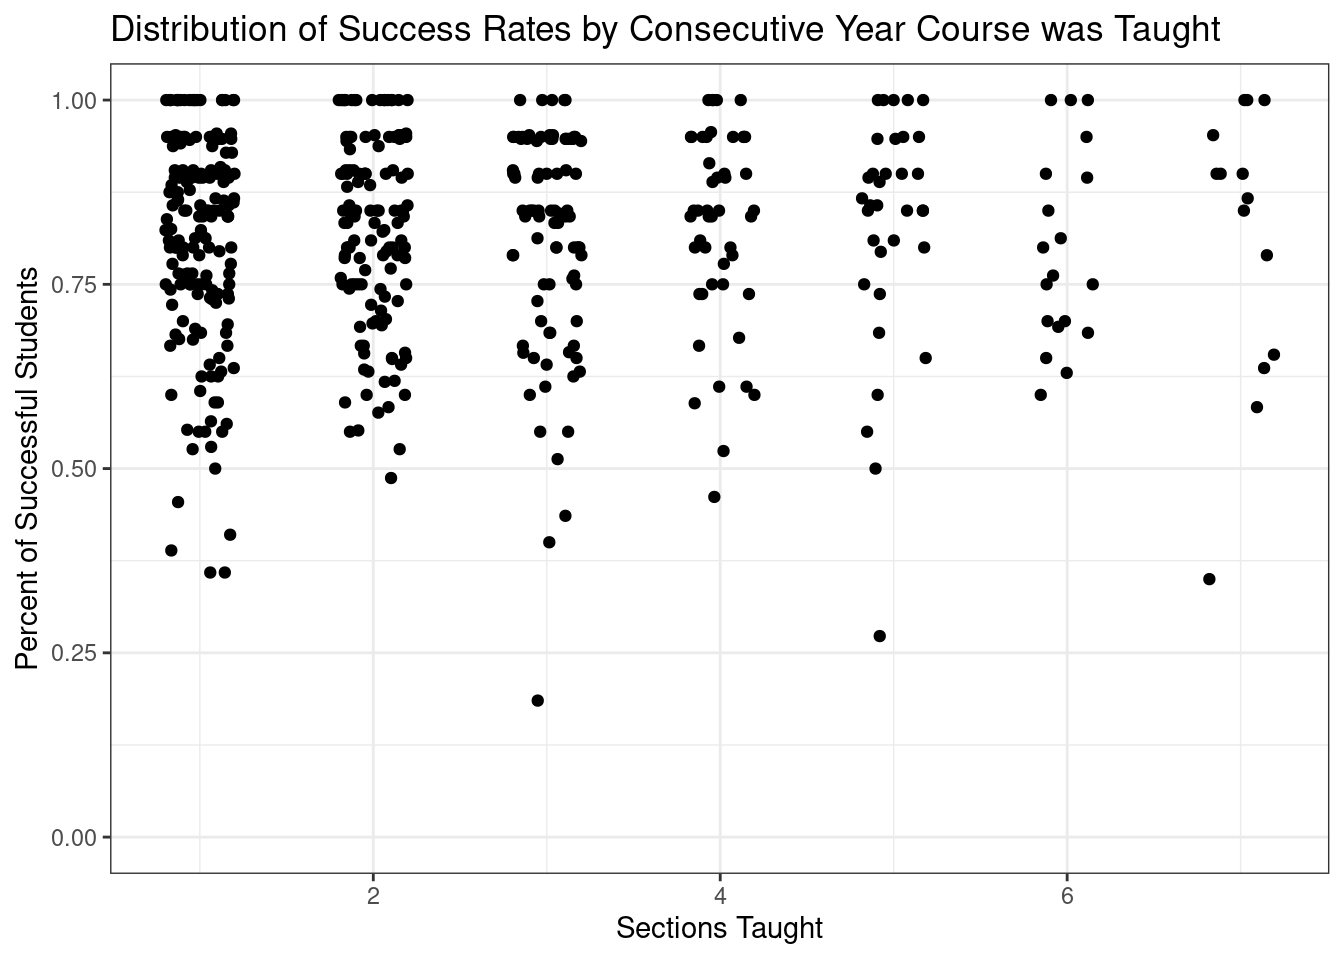 Distribution of Success Rates by Consecutive Year Course was Taught
Percent of Successful Students
1.00
0.75
0.50
0.25
0.00
2
4
6
Sections Taught